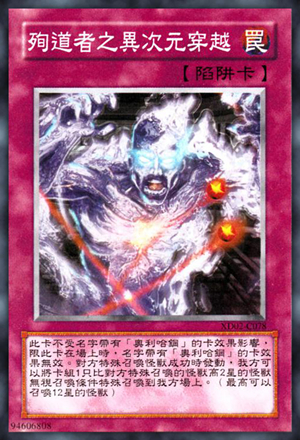 殉道者之異次元穿越 罠
【陷阱卡】
XD02-C078
此卡不受名字帶有「奧利哈鋼」的卡效果影響，
限此卡在場上時，名字帶有「奧利哈鋼」的卡效
果無效。對方特殊召喚怪獸成功時發動，我方可
以將卡組1只比對方特殊召喚的怪獸高2星的怪獸
無視召喚條件特殊召喚到我方場上。（最高可以
召喚12星的怪獸）
94606808